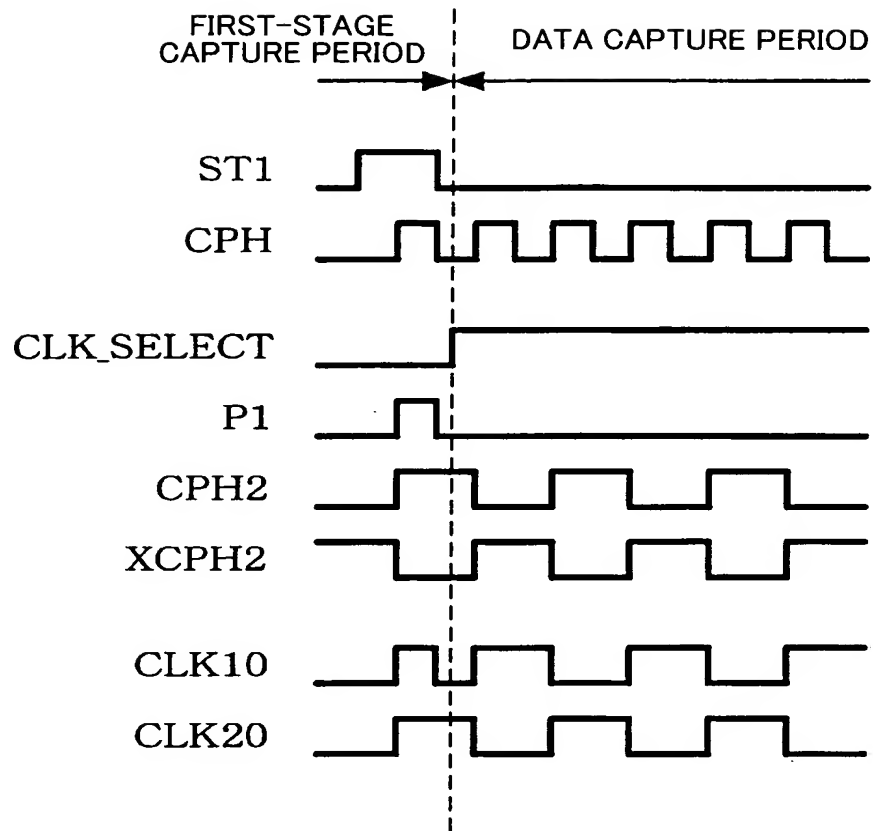 FIRST-STAGE
CAPTURE PERIOD
DATA CAPTURE PERIOD
ST1
CPH
CLK_SELECT
P1
CPH2
XCPH2
CLK10
CLK20